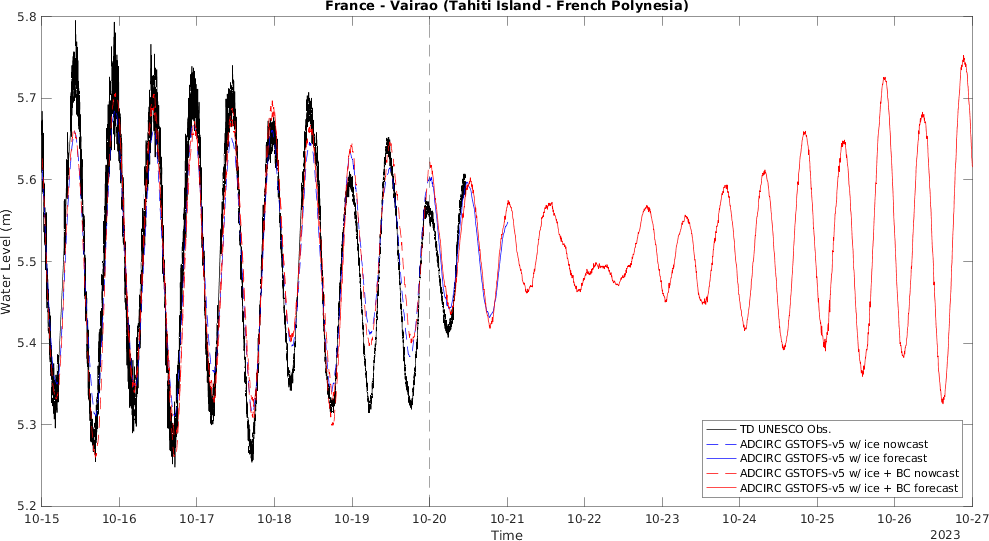 France - Vairao (Tahiti Island - French Polynesia)
5.8
5.7
5.6
5.5
5.4
5.3
5.2
Water Level (m)
TD UNESCO Obs.
ADCIRC GSTOFS-v5 w/ ice nowcast
ADCIRC GSTOFS-v5 w/ ice forecast
ADCIRC GSTOFS-v5 w/ ice + BC nowcast
ADCIRC GSTOFS-v5 w/ ice + BC forecast
10-15 10-16 10-17 10-18 10-19 10-20 10-21 10-22 10-23 10-24 10-25 10-26 10-27
Time
2023